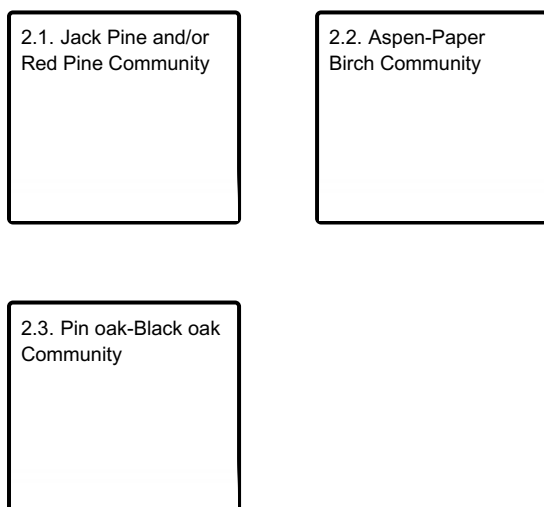 2.1. Jack Pine and/or
Red Pine Community
2.2. Aspen-Paper
Birch Community
2.3. Pin oak-Black oak
Community